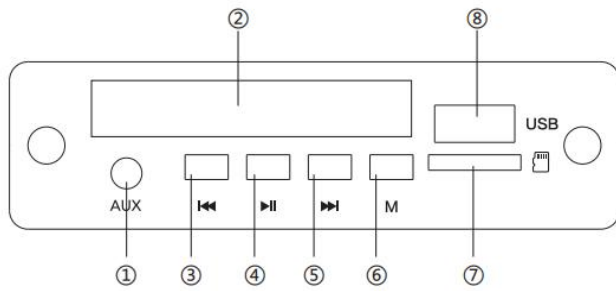 ② ⑧
USB
AUX ⏮ ⏯ ⏭ M
① ③ ④ ⑤ ⑥ ⑦